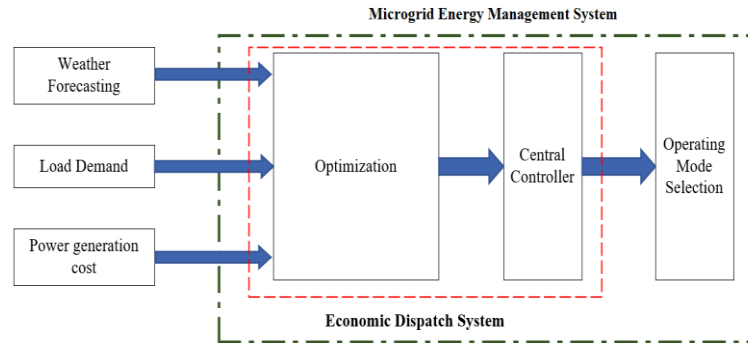 Microgrid Energy Management System
Weather
Forecasting
Load Demand
Power generation
cost
Optimization
Central
Controller
Operating
Mode
Selection
Economic Dispatch System